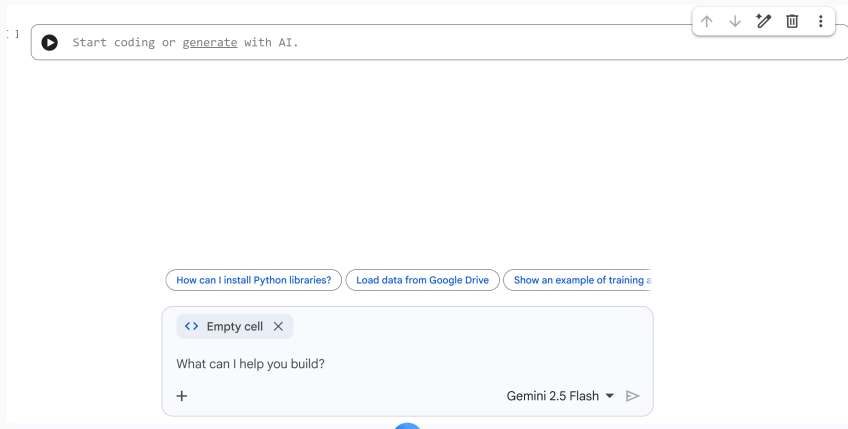 [ ]
Start coding or generate with AI.
How can I install Python libraries? Load data from Google Drive Show an example of training a
<> Empty cell
What can I help you build?
Gemini 2.5 Flash